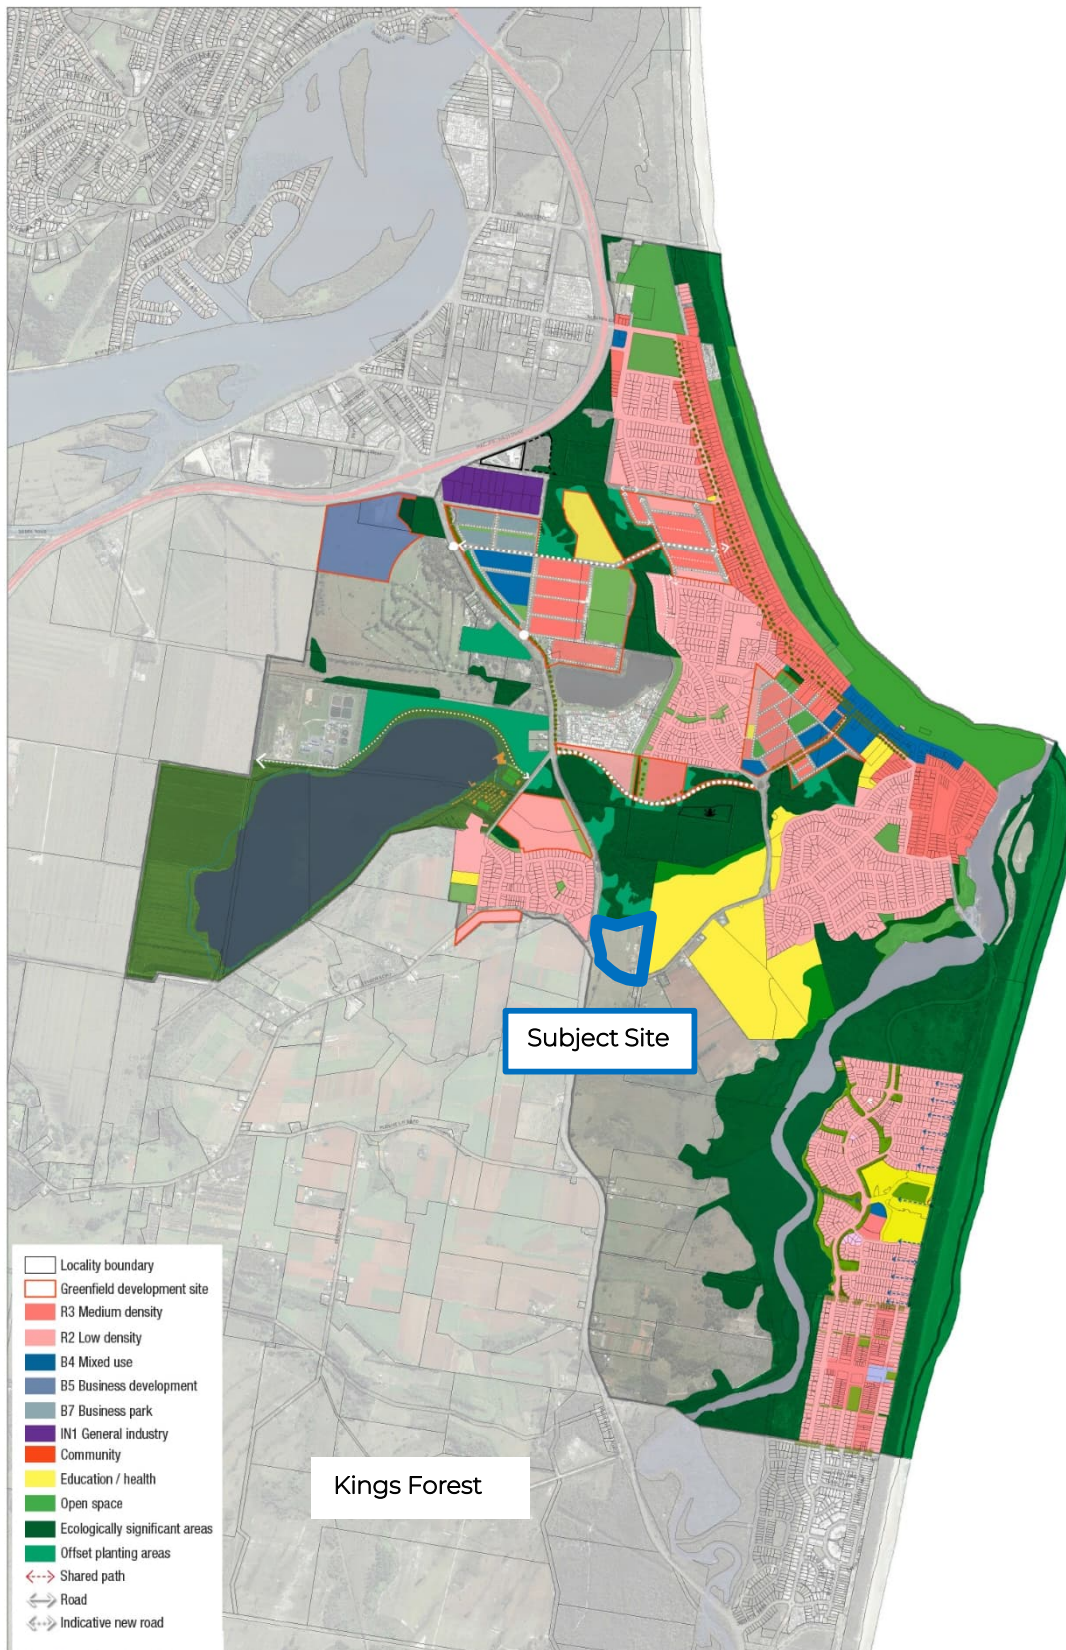 Subject Site
Kings Forest
Locality boundary
Greenfield development site
R3 Medium density
R2 Low density
B4 Mixed use
B5 Business development
B7 Business park
IN1 General industry
Community
Education / health
Open space
Ecologically significant areas
Offset planting areas
Shared path
Road
Indicative new road